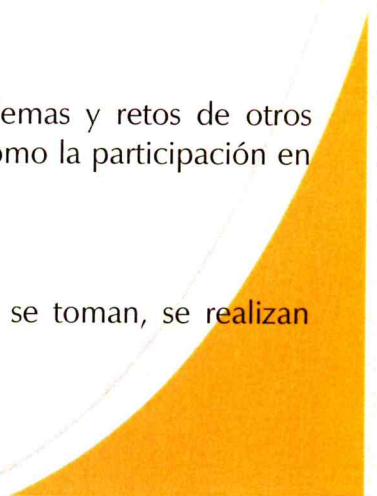 emas y retos de otros
omo la participación en
se toman, se realizan